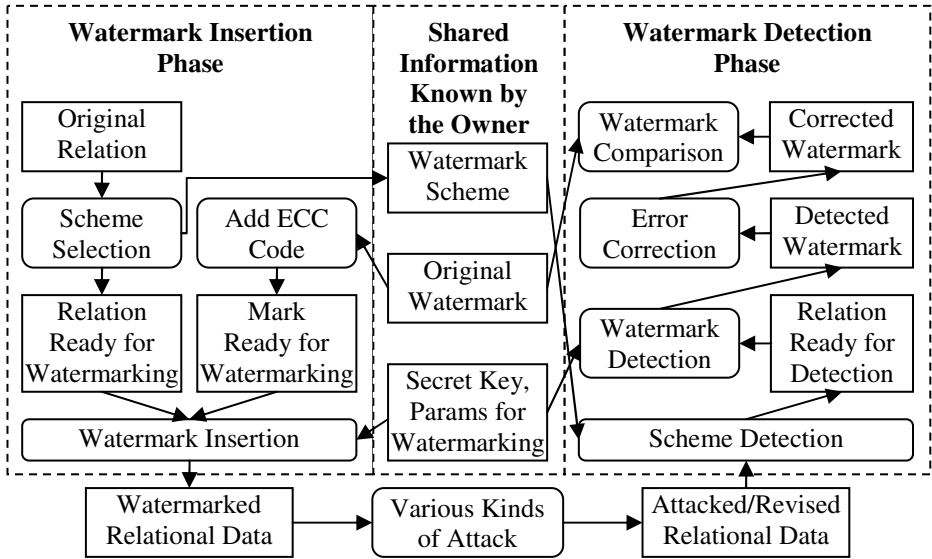 Watermark Insertion
Phase
Original
Relation
Scheme
Selection
Add ECC
Code
Relation
Ready for
Watermarking
Mark
Ready for
Watermarking
Watermark Insertion
Shared
Information
Known by
the Owner
Watermark
Scheme
Original
Watermark
Secret Key,
Params for
Watermarking
Watermark Detection
Phase
Watermark
Comparison
Corrected
Watermark
Error
Correction
Detected
Watermark
Watermark
Detection
Relation
Ready for
Detection
Scheme Detection
Watermarked
Relational Data
Various Kinds
of Attack
Attacked/Revised
Relational Data